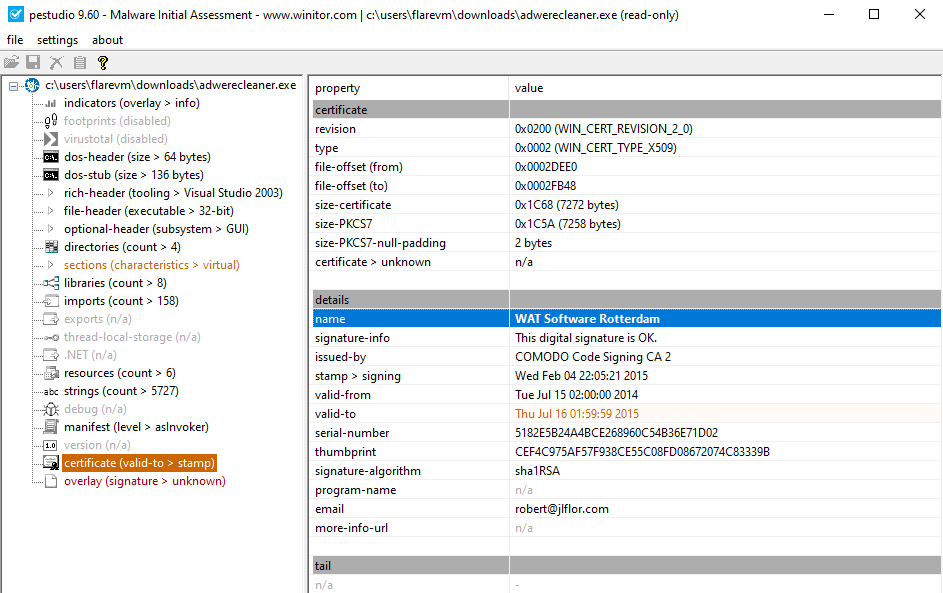 pestudio 9.60 - Malware Initial Assessment - www.winitor.com | c:\users\flarevm\downloads\adwerecleaner.exe (read-only)
file settings about
c:\users\flarevm\downloads\adwerecleaner.exe
indicators (overlay > info)
footprints (disabled)
virustotal (disabled)
dos-header (size > 64 bytes)
dos-stub (size > 136 bytes)
rich-header (tooling > Visual Studio 2003)
file-header (executable > 32-bit)
optional-header (subsystem > GUI)
directories (count > 4)
sections (characteristics > virtual)
libraries (count > 8)
imports (count > 158)
exports (n/a)
thread-local-storage (n/a)
.NET (n/a)
resources (count > 6)
abc strings (count > 5727)
debug (n/a)
manifest (level > asInvoker)
1.0 version (n/a)
certificate (valid-to > stamp)
overlay (signature > unknown)
property value
certificate
revision 0x0200 (WIN_CERT_REVISION_2_0)
type 0x0002 (WIN_CERT_TYPE_X509)
file-offset (from) 0x0002DEE0
file-offset (to) 0x0002FB48
size-certificate 0x1C68 (7272 bytes)
size-PKCS7 0x1C5A (7258 bytes)
size-PKCS7-null-padding 2 bytes
certificate > unknown n/a
details
name WAT Software Rotterdam
signature-info This digital signature is OK.
issued-by COMODO Code Signing CA 2
stamp > signing Wed Feb 04 22:05:21 2015
valid-from Tue Jul 15 02:00:00 2014
valid-to Thu Jul 16 01:59:59 2015
serial-number 5182E5B24A4BCE268960C54B36E71D02
thumbprint CEF4C975AF57F938CE55C08FD08672074C83339B
signature-algorithm sha1RSA
program-name n/a
email robert@jlflor.com
more-info-url n/a
tail
n/a -